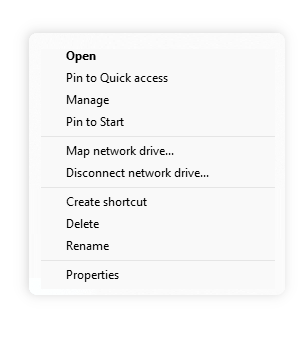 Open
Pin to Quick access
Manage
Pin to Start
Map network drive...
Disconnect network drive...
Create shortcut
Delete
Rename
Properties